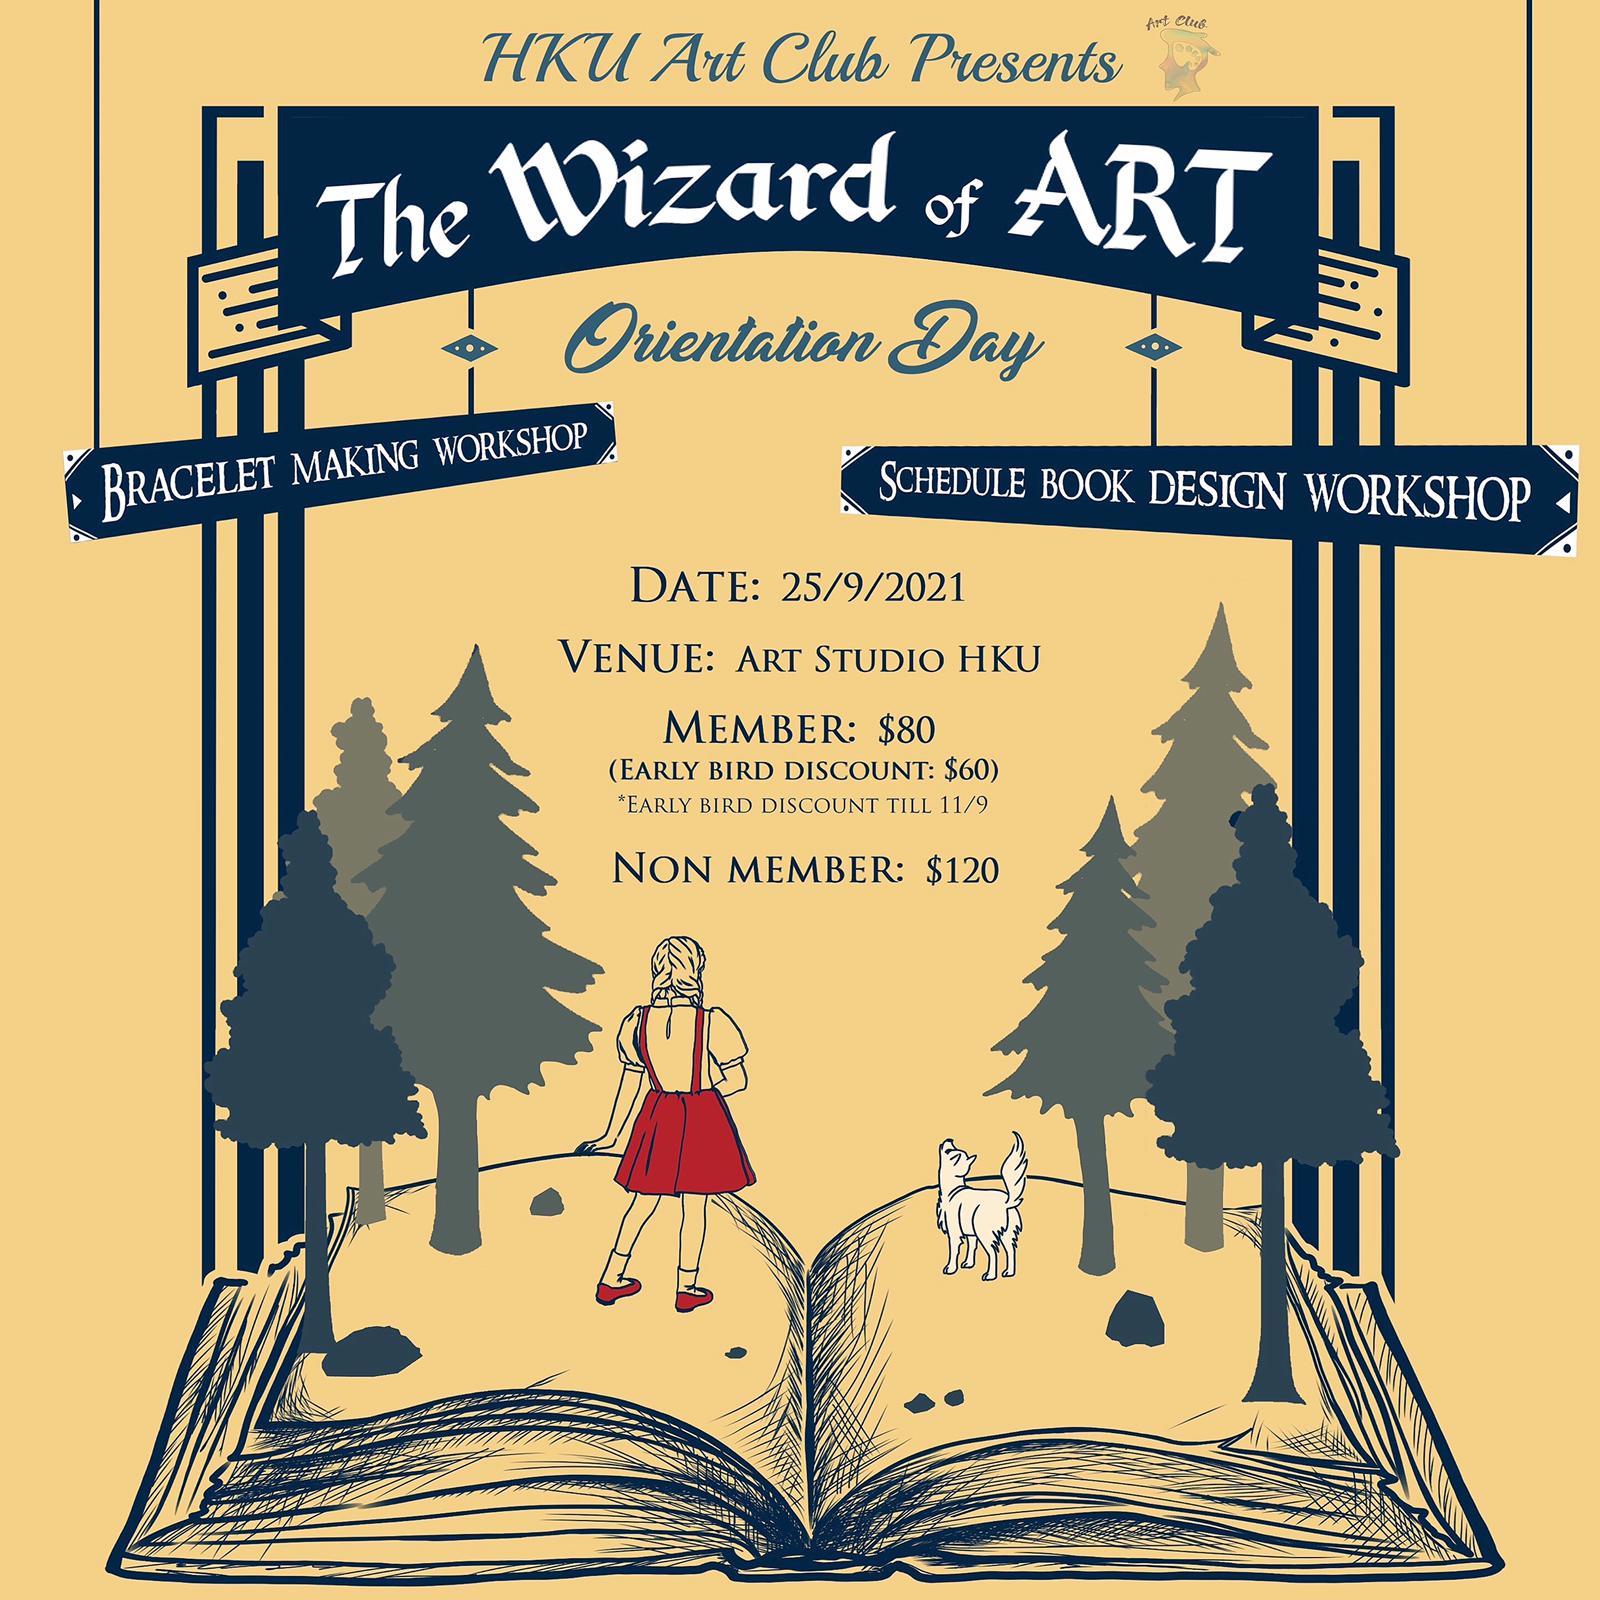 HKU Art Club Presents
Art Club
The Wizard of ART
Orientation Day
BRACELET MAKING WORKSHOP
SCHEDULE BOOK DESIGN WORKSHOP
DATE: 25/9/2021
VENUE: ART STUDIO HKU
MEMBER: $80
(EARLY BIRD DISCOUNT: $60)
*EARLY BIRD DISCOUNT TILL 11/9
NON MEMBER: $120